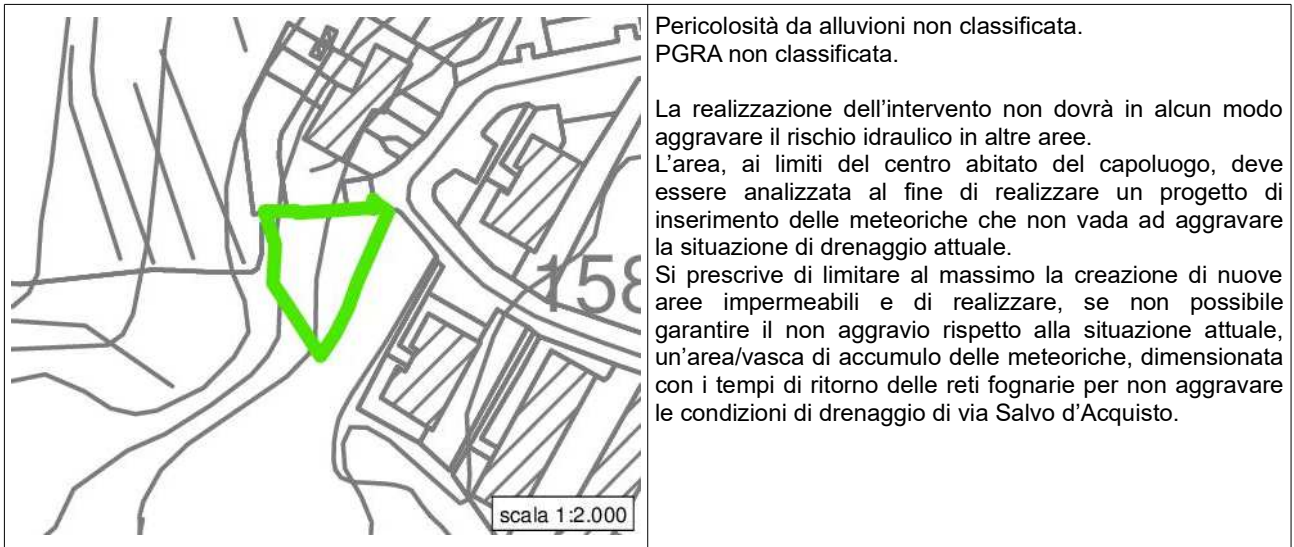 Pericolosità da alluvioni non classificata.
PGRA non classificata.
La realizzazione dell'intervento non dovrà in alcun modo
aggravare il rischio idraulico in altre aree.
L'area, ai limiti del centro abitato del capoluogo, deve
essere analizzata al fine di realizzare un progetto di
inserimento delle meteoriche che non vada ad aggravare
la situazione di drenaggio attuale.
Si prescrive di limitare al massimo la creazione di nuove
aree impermeabili e di realizzare, se non possibile
garantire il non aggravio rispetto alla situazione attuale,
un'area/vasca di accumulo delle meteoriche, dimensionata
con i tempi di ritorno delle reti fognarie per non aggravare
le condizioni di drenaggio di via Salvo d'Acquisto.
158
scala 1:2.000